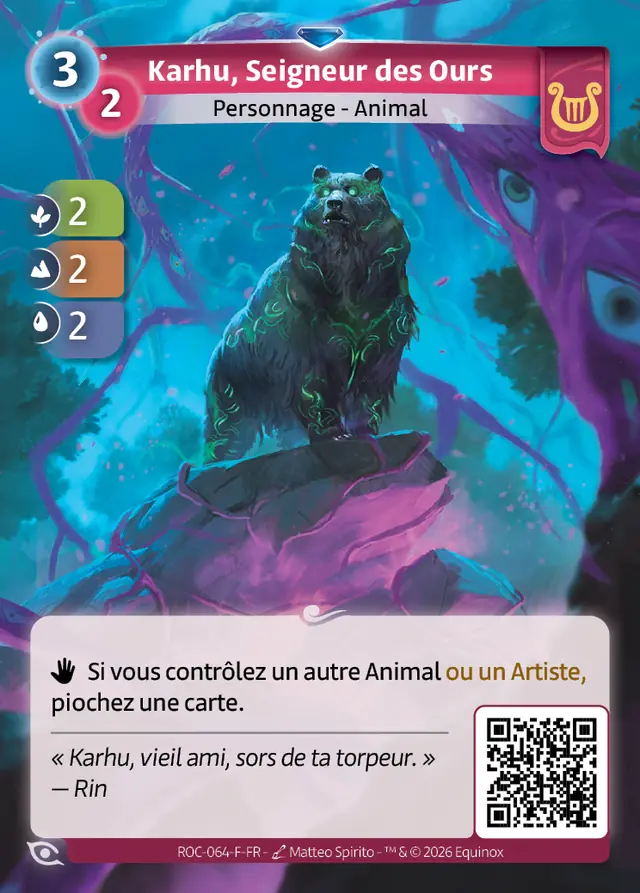 3
2
Karhu, Seigneur des Ours
Personnage - Animal
2
2
2
Si vous contrôlez un autre Animal ou un Artiste,
piochez une carte.
« Karhu, vieil ami, sors de ta torpeur. »
— Rin
ROC-064-F-FR - Matteo Spirito - ™ & © 2026 Equinox